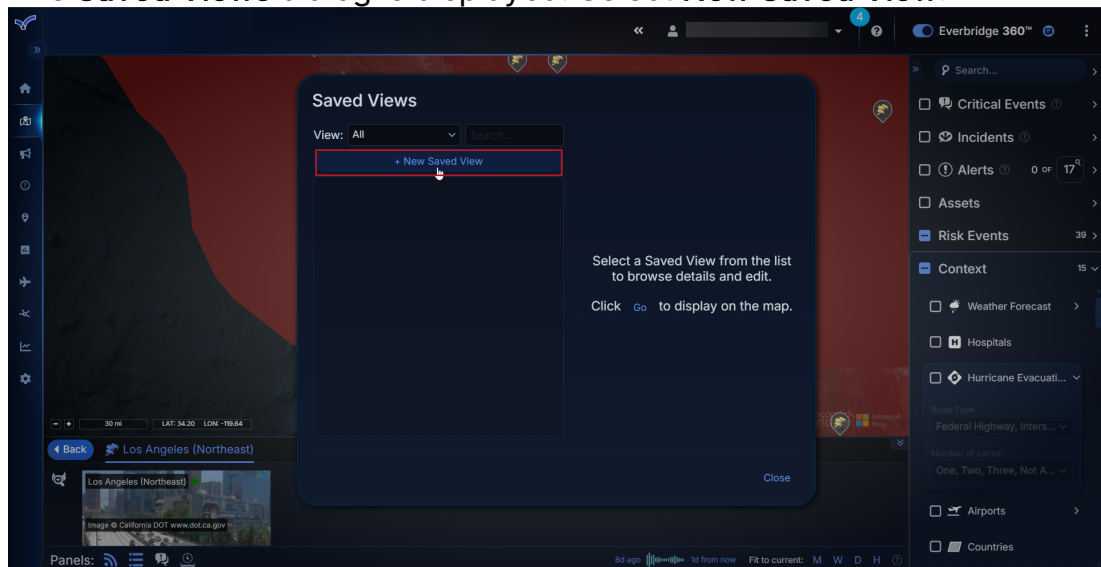 Everbridge 360™
4
Search...
Saved Views
View: All
Search...
+ New Saved View
Select a Saved View from the list
to browse details and edit.
Click Go to display on the map.
Close
Critical Events
Incidents
Alerts 0 OF 17
Assets
Risk Events 39
Context 15
Weather Forecast
Hospitals
Hurricane Evacuati...
Road Type
Federal Highway, Inters...
Number of Lanes
One, Two, Three, Not A...
Airports
Countries
30 mi LAT: 34.20 LON: -119.64
Microsoft
Bing
Back Los Angeles (Northeast)
Los Angeles (Northeast)
Image © California DOT www.dot.ca.gov
Panels:
8d ago 1d from now Fit to current: M W D H